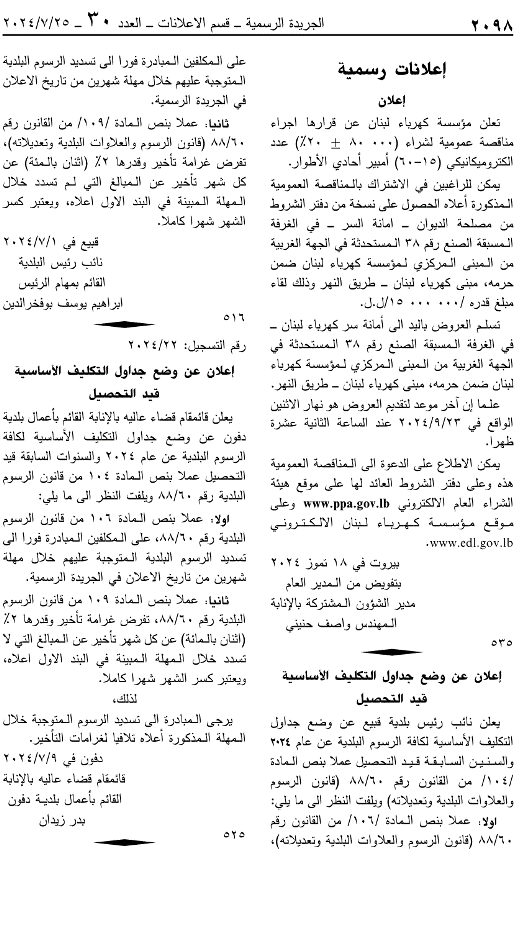 ٢٠٩٨
الجريدة الرسمية ــ قسم الاعلانات ــ العدد ٣٠ ــ ٢٠٢٤/٧/٢٥
إعلانات رسمية
إعلان
تعلن مؤسسة كهرباء لبنان عن قرارها اجراء
مناقصة عمومية لشراء (٠٠٠ ٨٠ ± ٢٠٪) عدد
الكتروميكانيكي (١٥-٦٠) أمبير أحادي الأطوار.
يمكن للراغبين في الاشتراك بالمناقصة العمومية
المذكورة أعلاه الحصول على نسخة من دفتر الشروط
من مصلحة الديوان ــ امانة السر ــ في الغرفة
المسبقة الصنع رقم ٣٨ المستحدثة في الجهة الغربية
من المبنى المركزي لمؤسسة كهرباء لبنان ضمن
حرمه، مبنى كهرباء لبنان ــ طريق النهر وذلك لقاء
مبلغ قدره /٠٠٠ ٠٠٠ ١٥/ل.ل.
تسلم العروض باليد الى أمانة سر كهرباء لبنان ــ
في الغرفة المسبقة الصنع رقم ٣٨ المستحدثة في
الجهة الغربية من المبنى المركزي لمؤسسة كهرباء
لبنان ضمن حرمه، مبنى كهرباء لبنان ــ طريق النهر.
علما إن آخر موعد لتقديم العروض هو نهار الاثنين
الواقع في ٢٠٢٤/٩/٢٣ عند الساعة الثانية عشرة
ظهرا.
يمكن الاطلاع على الدعوة الى المناقصة العمومية
هذه وعلى دفتر الشروط العائد لها على موقع هيئة
الشراء العام الالكتروني www.ppa.gov.lb وعلى
موقع مؤسسة كهرباء لبنان الالكتروني
www.edl.gov.lb.
بيروت في ١٨ تموز ٢٠٢٤
بتفويض من المدير العام
مدير الشؤون المشتركة بالإنابة
المهندس واصف حنيني
٥٣٥
إعلان عن وضع جداول التكليف الأساسية
قيد التحصيل
يعلن نائب رئيس بلدية قبيع عن وضع جداول
التكليف الأساسية لكافة الرسوم البلدية عن عام ٢٠٢٤
والسنين السابقة قيد التحصيل عملا بنص المادة
/١٠٤/ من القانون رقم ٨٨/٦٠ (قانون الرسوم
والعلاوات البلدية وتعديلاته) ويلفت النظر الى ما يلي:
اولا: عملا بنص المادة /١٠٦/ من القانون رقم
٨٨/٦٠ (قانون الرسوم والعلاوات البلدية وتعديلاته)،
على المكلفين المبادرة فورا الى تسديد الرسوم البلدية
المتوجبة عليهم خلال مهلة شهرين من تاريخ الاعلان
في الجريدة الرسمية.
ثانيا: عملا بنص المادة /١٠٩/ من القانون رقم
٨٨/٦٠ (قانون الرسوم والعلاوات البلدية وتعديلاته)،
تفرض غرامة تأخير وقدرها ٢٪ (اثنان بالمئة) عن
كل شهر تأخير عن المبالغ التي لم تسدد خلال
المهلة المبينة في البند الاول اعلاه، ويعتبر كسر
الشهر شهرا كاملا.
قبيع في ٢٠٢٤/٧/١
نائب رئيس البلدية
القائم بمهام الرئيس
ابراهيم يوسف بوفخرالدين
٥١٦
رقم التسجيل: ٢٠٢٤/٢٢
إعلان عن وضع جداول التكليف الأساسية
قيد التحصيل
يعلن قائمقام قضاء عاليه بالإنابة القائم بأعمال بلدية
دفون عن وضع جداول التكليف الأساسية لكافة
الرسوم البلدية عن عام ٢٠٢٤ والسنوات السابقة قيد
التحصيل عملا بنص المادة ١٠٤ من قانون الرسوم
البلدية رقم ٨٨/٦٠ ويلفت النظر الى ما يلي:
اولا: عملا بنص المادة ١٠٦ من قانون الرسوم
البلدية رقم ٨٨/٦٠، على المكلفين المبادرة فورا الى
تسديد الرسوم البلدية المتوجبة عليهم خلال مهلة
شهرين من تاريخ الاعلان في الجريدة الرسمية.
ثانيا: عملا بنص المادة ١٠٩ من قانون الرسوم
البلدية رقم ٨٨/٦٠، تفرض غرامة تأخير وقدرها ٢٪
(اثنان بالمائة) عن كل شهر تأخير عن المبالغ التي لا
تسدد خلال المهلة المبينة في البند الاول اعلاه،
ويعتبر كسر الشهر شهرا كاملا.
لذلك،
يرجى المبادرة الى تسديد الرسوم المتوجبة خلال
المهلة المذكورة أعلاه تلافيا لغرامات التأخير.
دفون في ٢٠٢٤/٧/٩
قائمقام قضاء عاليه بالإنابة
القائم بأعمال بلدية دفون
بدر زيدان
٥٢٥